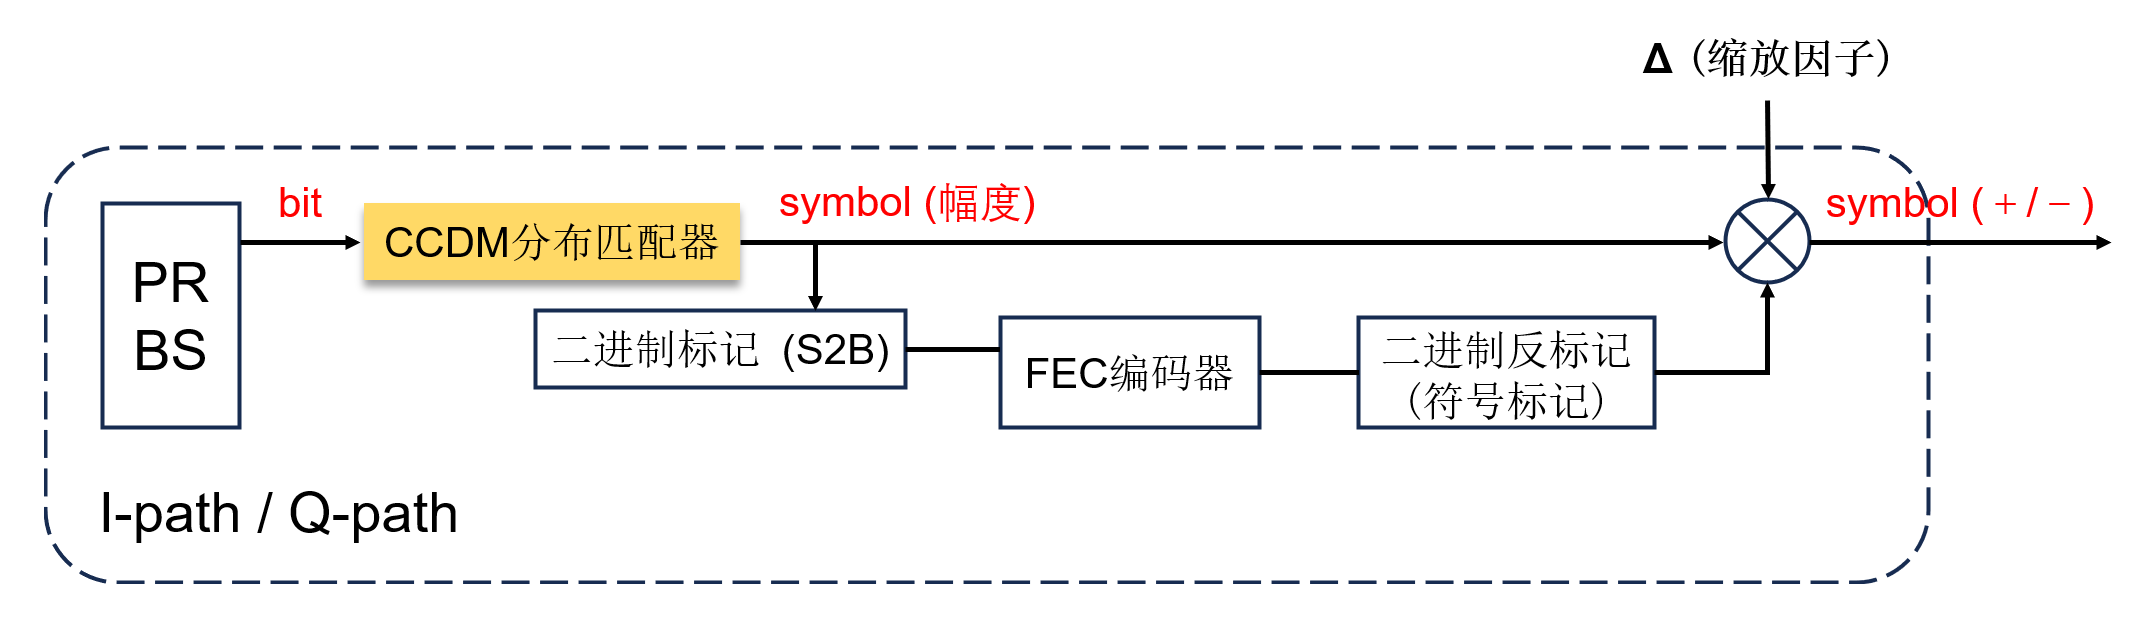 Δ (缩放因子)
bit
symbol (幅度)
symbol (+/−)
PR
BS
CCDM分布匹配器
二进制标记 (S2B)
FEC编码器
二进制反标记
(符号标记)
I-path / Q-path